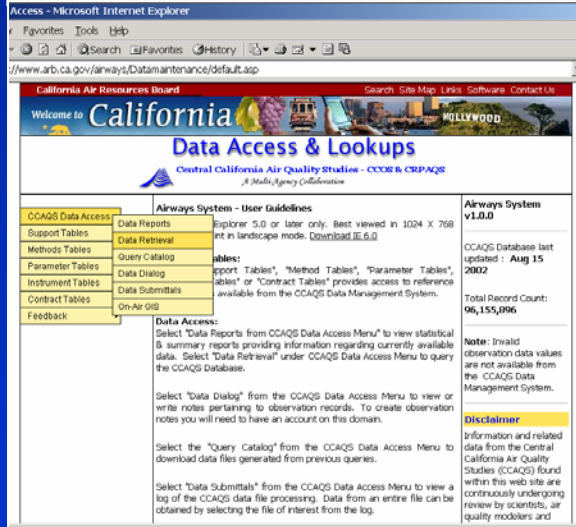 Access - Microsoft Internet Explorer
Favorites Tools Help
Search Favorites History
//www.arb.ca.gov/airways/Datamaintenance/default.asp
California Air Resources Board
Search Site Map Links Software Contact Us
Welcome to California
HOLLYWOOD
Data Access & Lookups
Central California Air Quality Studies - CCOS & CRPAQS
A Multi-Agency Collaboration
CCAQS Data Access
Support Tables
Methods Tables
Parameter Tables
Instrument Tables
Contract Tables
Feedback
Data Reports
Data Retrieval
Query Catalog
Data Dialog
Data Submittals
On-Air GIS
Airways System - User Guidelines
Explorer 5.0 or later only. Best viewed in 1024 X 768
nt in landscape mode. Download IE 6.0
ables:
pport Tables", "Method Tables", "Parameter Tables",
ables" or "Contract Tables" provides access to reference
available from the CCAQS Data Management System.
Data Access:
Select "Data Reports from CCAQS Data Access Menu" to view statistical
& summary reports providing information regarding currently available
data. Select "Data Retrieval" under CCAQS Data Access Menu to query
the CCAQS Database.
Select "Data Dialog" from the CCAQS Data Access Menu to view or
write notes pertaining to observation records. To create observation
notes you will need to have an account on this domain.
Select the "Query Catalog" from the CCAQS Data Access Menu to
download data files generated from previous queries.
Select "Data Submittals" from the CCAQS Data Access Menu to view a
log of the CCAQS data file processing. Data from an entire file can be
obtained by selecting the file of interest from the log.
Airways System
v1.0.0
CCAQS Database last
updated : Aug 15
2002
Total Record Count:
96,155,896
Note: Invalid
observation data values
are not available from
the CCAQS Data
Management System.
Disclaimer
Information and related
data from the Central
California Air Quality
Studies (CCAQS) found
within this web site are
continuously undergoing
review by scientists, air
quality modelers and